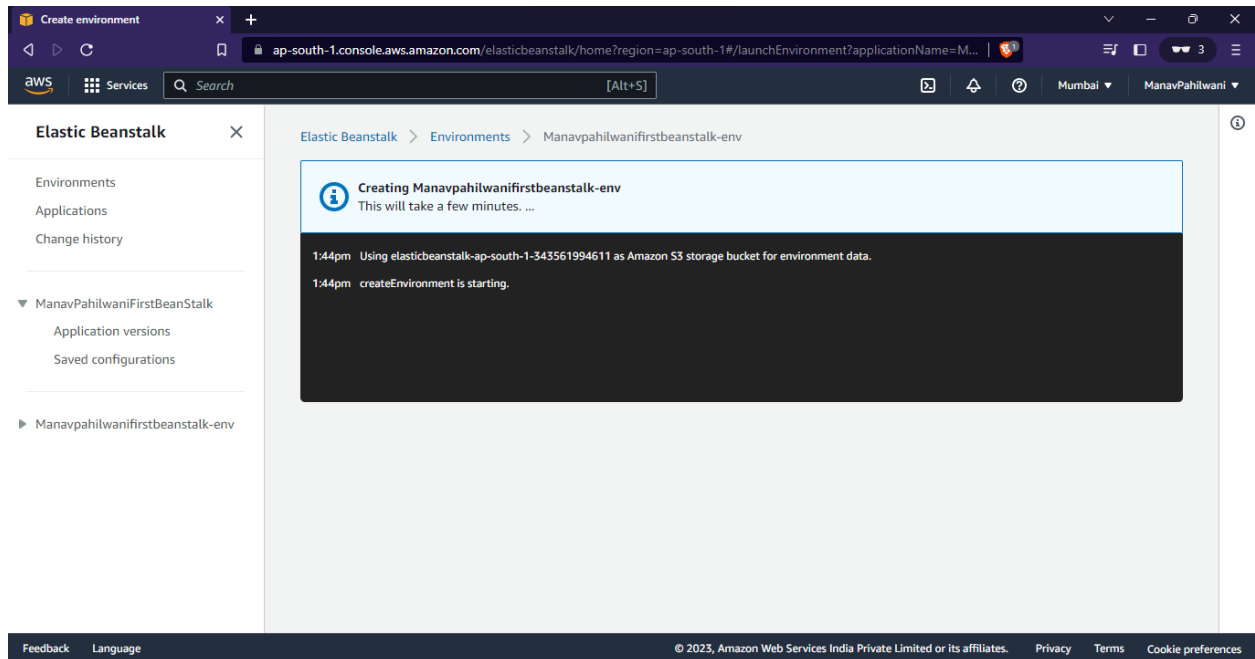 Create environment
ap-south-1.console.aws.amazon.com/elasticbeanstalk/home?region=ap-south-1#/launchEnvironment?applicationName=M...
1
3
aws
Services
Search
[Alt+S]
Mumbai
ManavPahilwani
Elastic Beanstalk
Environments
Applications
Change history
ManavPahilwaniFirstBeanStalk
Application versions
Saved configurations
Manavpahilwanifirstbeanstalk-env
Elastic Beanstalk > Environments > Manavpahilwanifirstbeanstalk-env
Creating Manavpahilwanifirstbeanstalk-env
This will take a few minutes. ...
1:44pm Using elasticbeanstalk-ap-south-1-343561994611 as Amazon S3 storage bucket for environment data.
1:44pm createEnvironment is starting.
Feedback Language © 2023, Amazon Web Services India Private Limited or its affiliates. Privacy Terms Cookie preferences